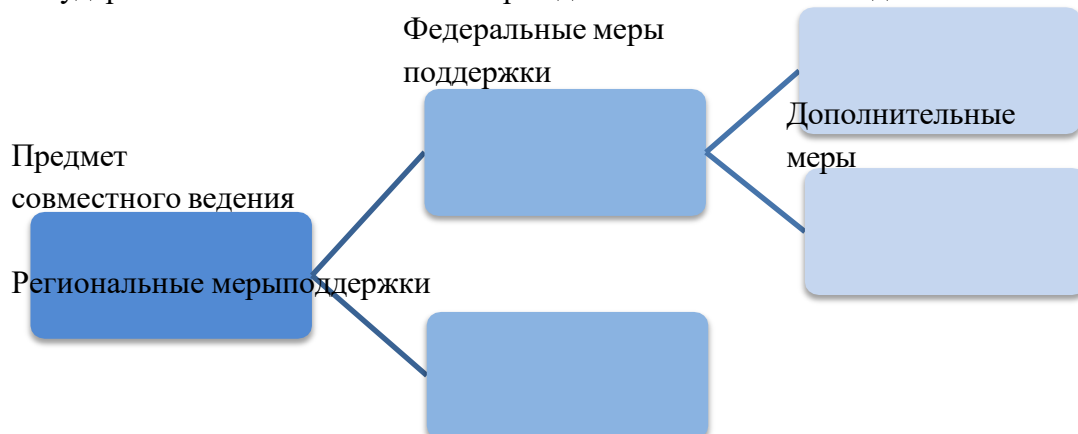 Федеральные меры
поддержки
Дополнительные
меры
Предмет
совместного ведения
Региональные мерыподдержки